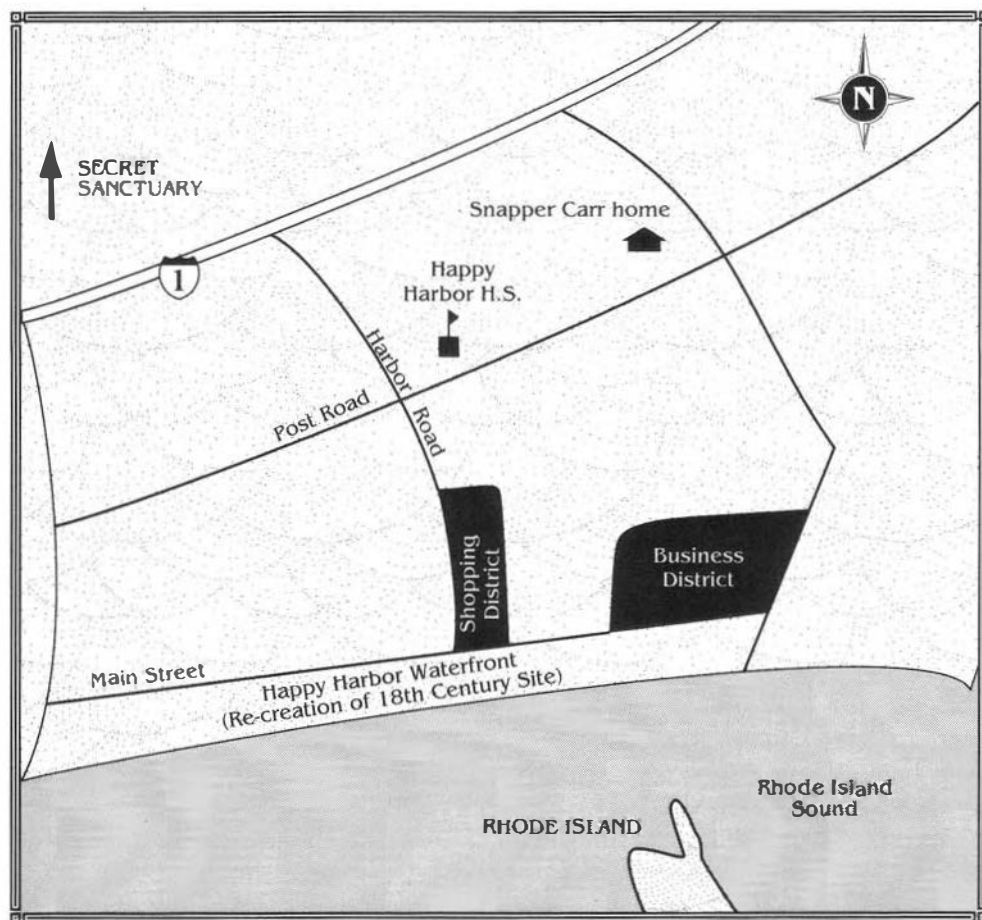 N
SECRET
SANCTUARY
Snapper Carr home
1
Happy
Harbor H.S.
Harbor
Road
Post Road
Shopping
District
Business
District
Main Street
Happy Harbor Waterfront
(Re-creation of 18th Century Site)
Rhode Island
Sound
RHODE ISLAND